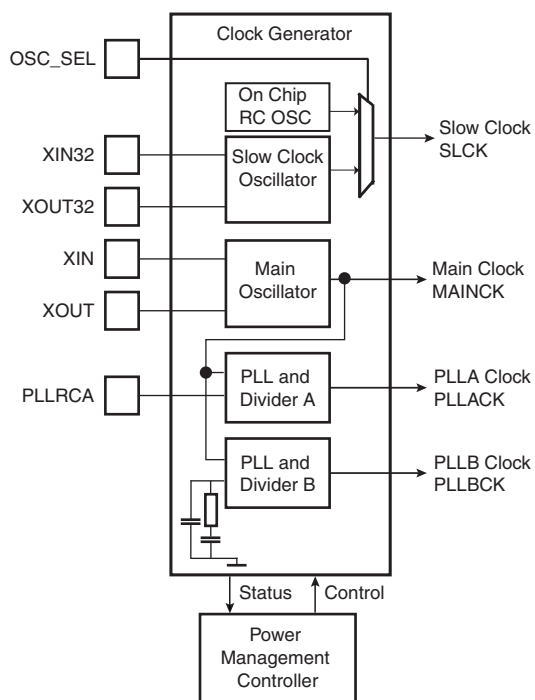 Clock Generator
OSC_SEL
On Chip
RC OSC
Slow Clock
SLCK
XIN32
Slow Clock
Oscillator
XOUT32
XIN
Main
Oscillator
Main Clock
MAINCK
XOUT
PLLRCA
PLL and
Divider A
PLLA Clock
PLLACK
PLL and
Divider B
PLLB Clock
PLLBCK
Status
Control
Power
Management
Controller